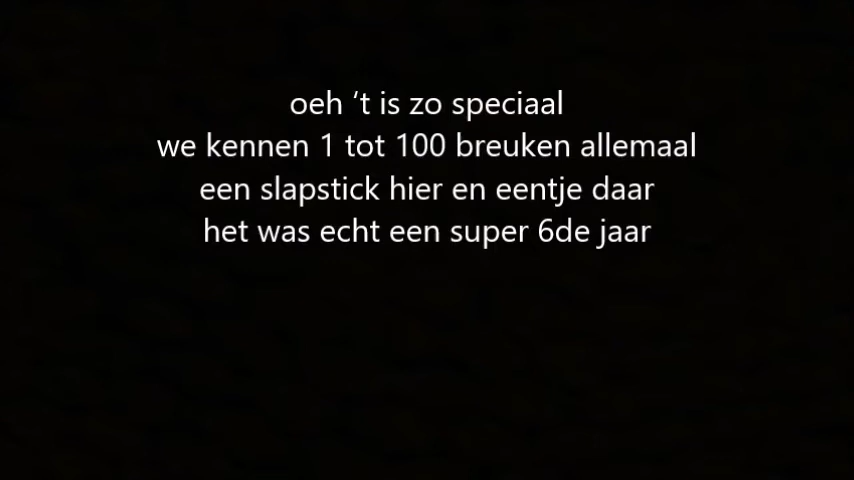 oeh ‘t is zo speciaal
we kennen 1 tot 100 breuken allemaal
een slapstick hier en eentje daar
het was echt een super 6de jaar